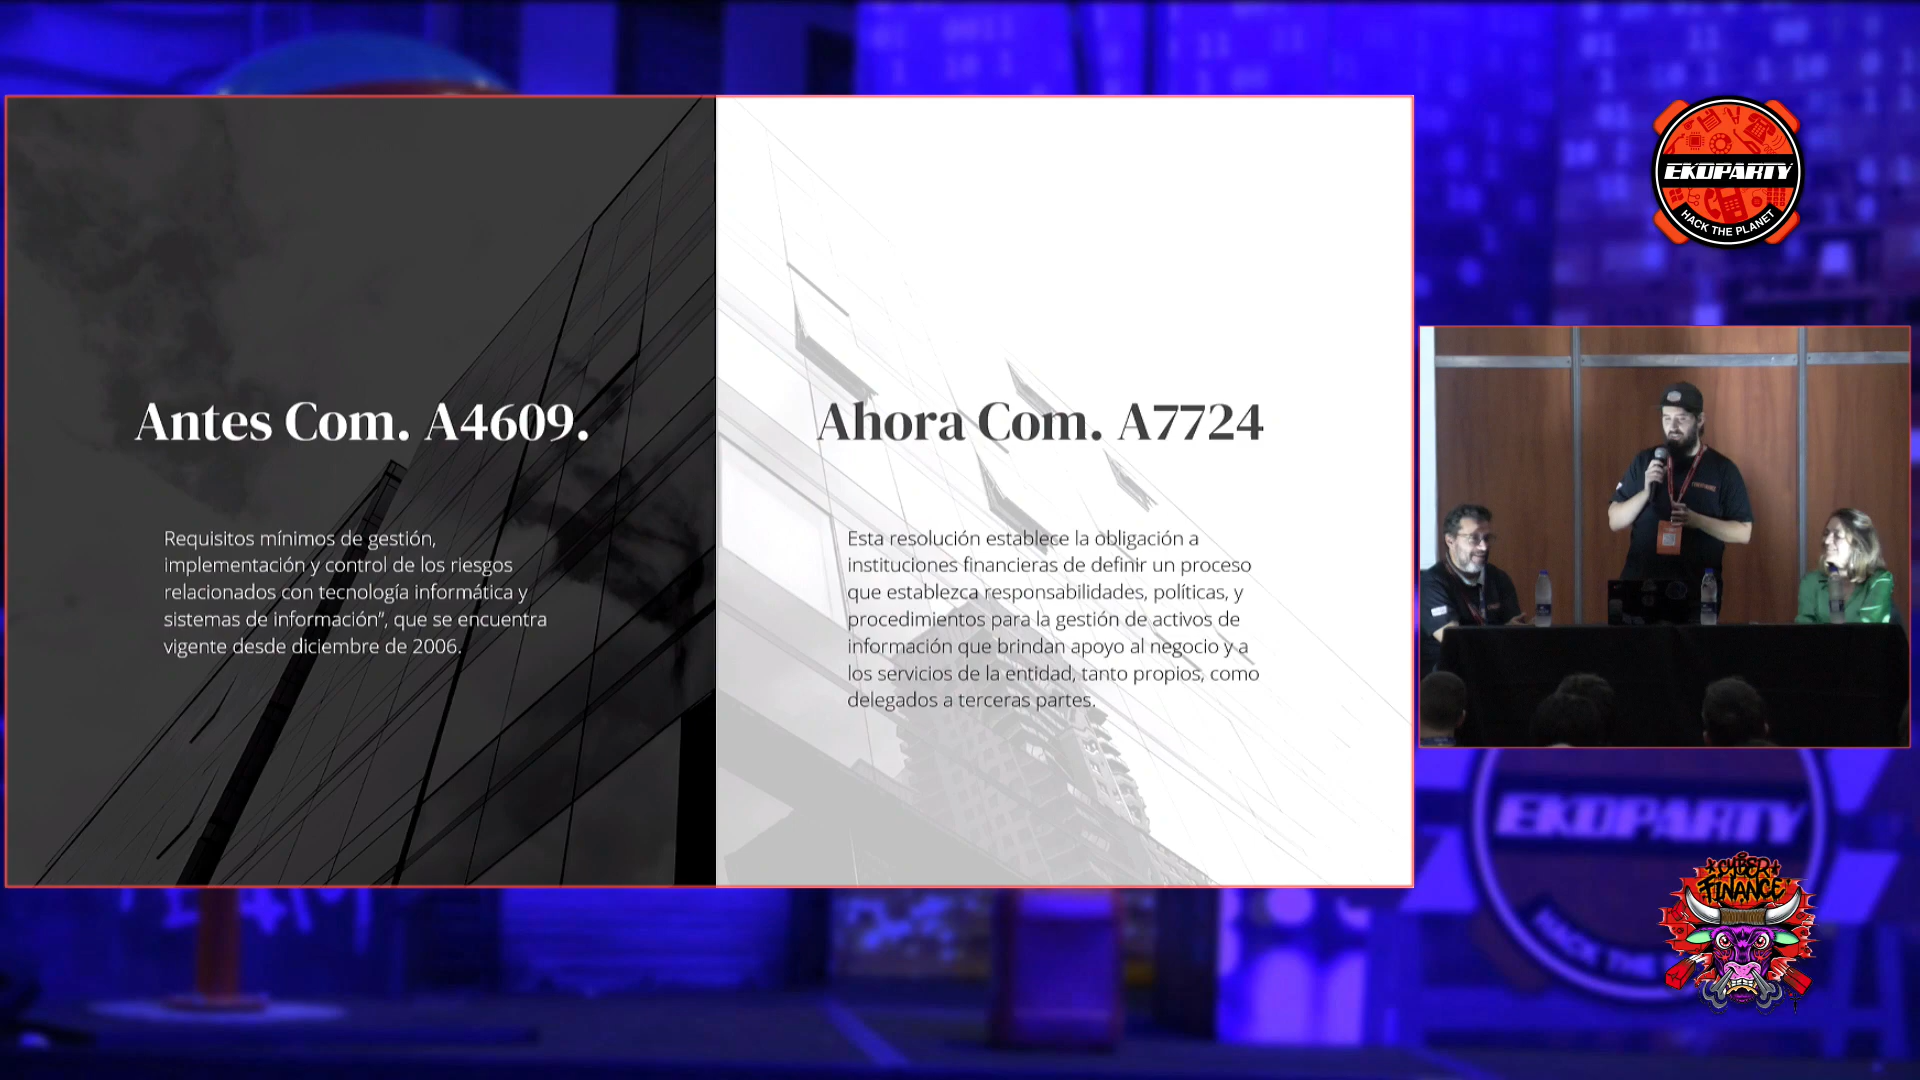 Antes Com. A4609.
Requisitos mínimos de gestión,
implementación y control de los riesgos
relacionados con tecnología informática y
sistemas de información”, que se encuentra
vigente desde diciembre de 2006.
Ahora Com. A7724
Esta resolución establece la obligación a
instituciones financieras de definir un proceso
que establezca responsabilidades, políticas, y
procedimientos para la gestión de activos de
información que brindan apoyo al negocio y a
los servicios de la entidad, tanto propios, como
delegados a terceras partes.
EKOPARTY
HACK THE PLANET
EKOPARTY
HACK THE
CYBER
FINANCE